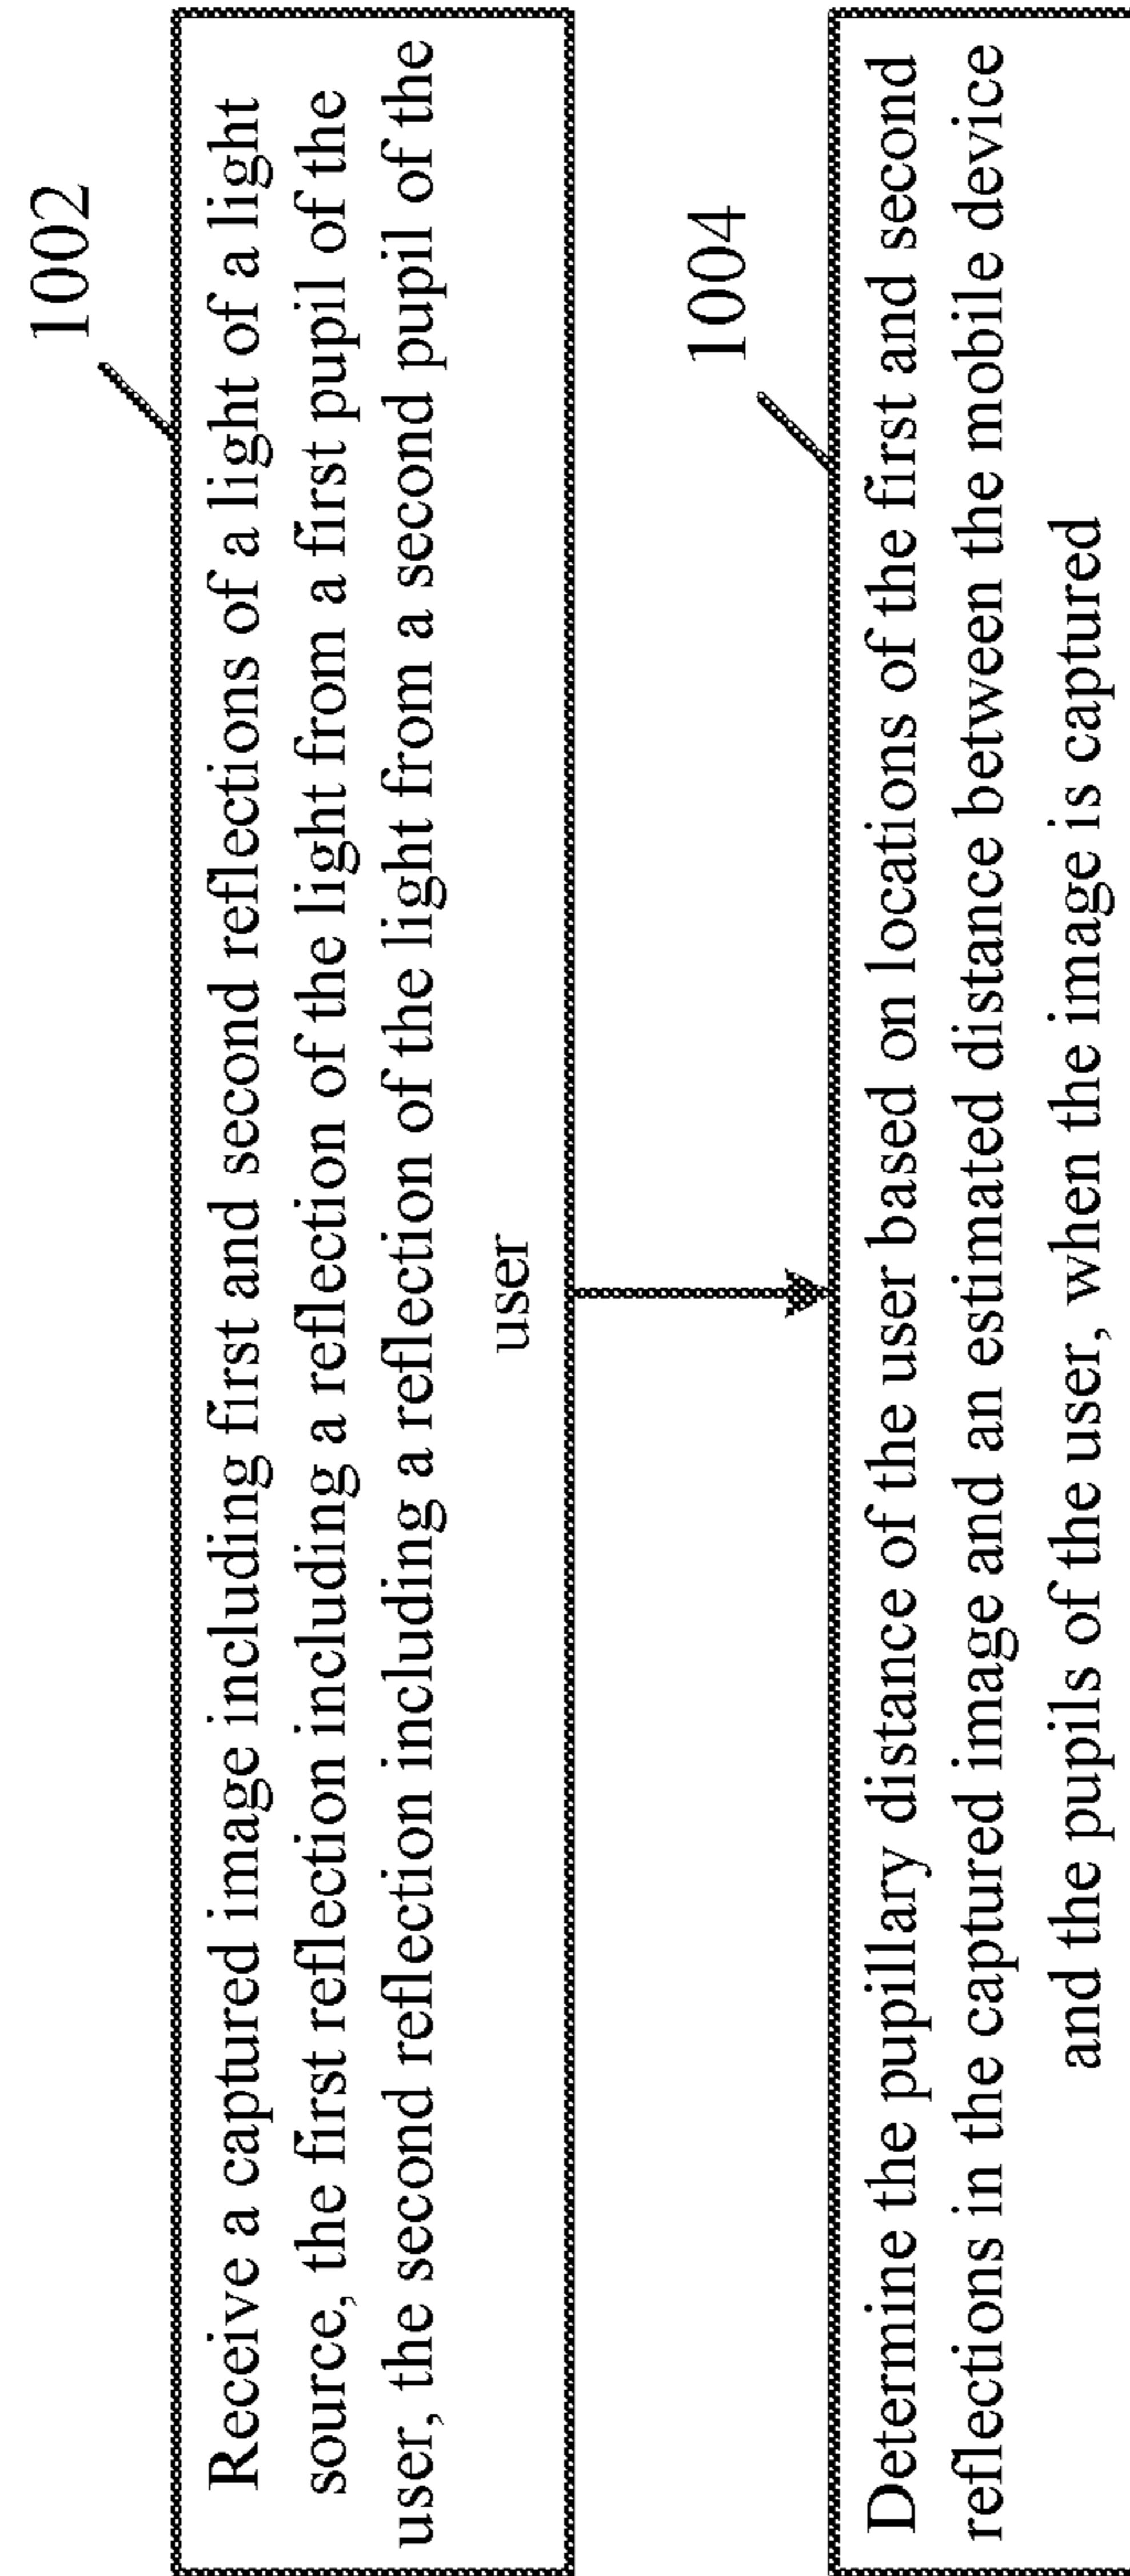 1002
Receive a captured image including first and second reflections of a light of a light
source, the first reflection including a reflection of the light from a first pupil of the
user, the second reflection including a reflection of the light from a second pupil of the
user
1004
Determine the pupillary distance of the user based on locations of the first and second
reflections in the captured image and an estimated distance between the mobile device
and the pupils of the user, when the image is captured